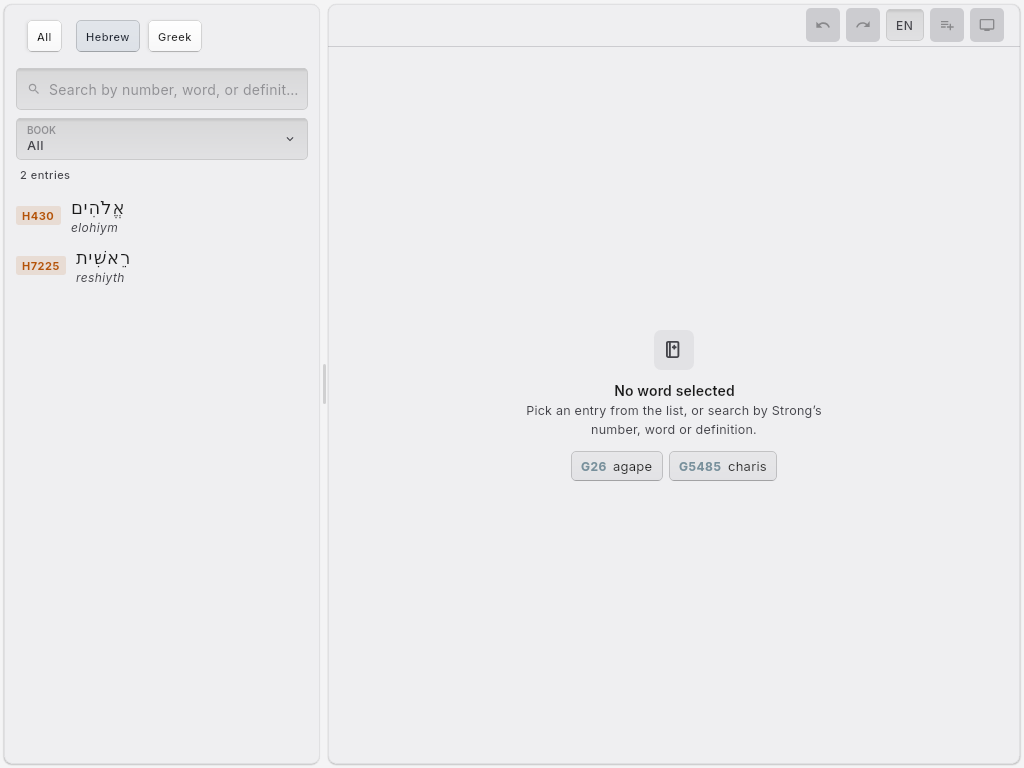 All
Hebrew
Greek
Search by number, word, or definit...
BOOK
All
2 entries
H430
אֱלֹהִים
elohiym
H7225
רֵאשִׁית
reshiyth
EN
No word selected
Pick an entry from the list, or search by Strong’s
number, word or definition.
G26 agape
G5485 charis